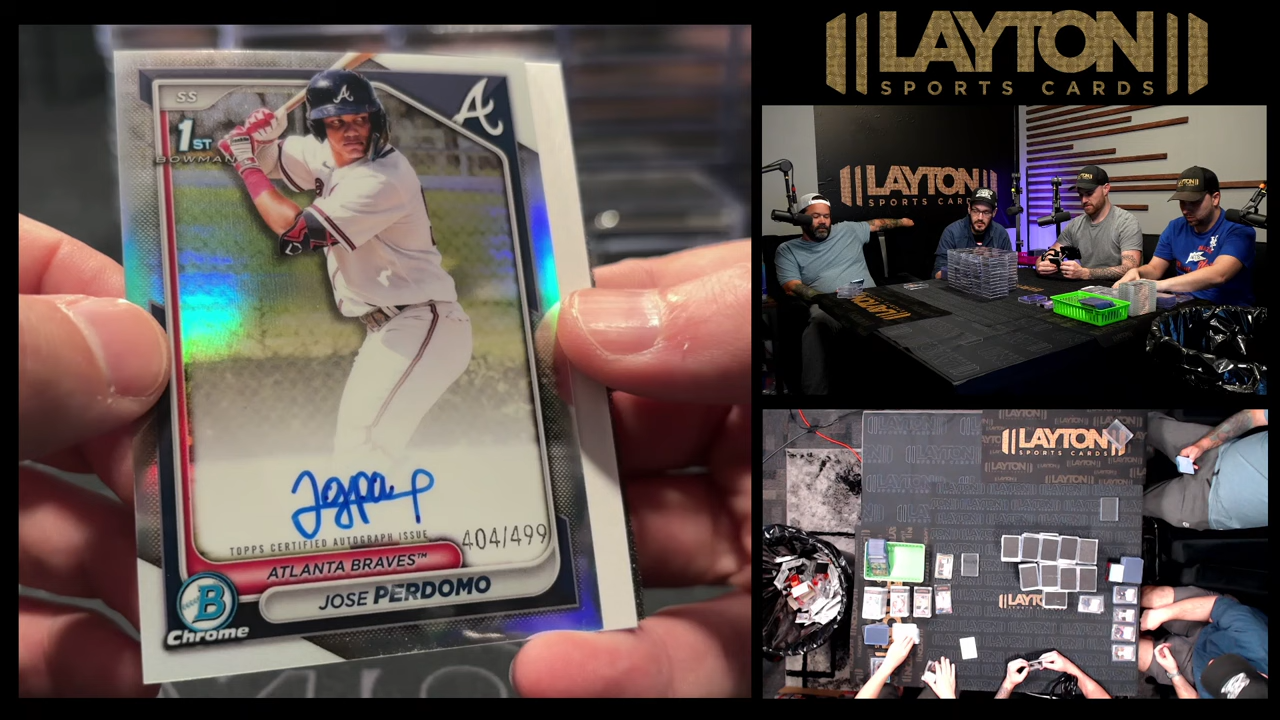 SS
A
1ST
BOWMAN
TOPPS CERTIFIED AUTOGRAPH ISSUE
404/499
ATLANTA BRAVES™
JOSE PERDOMO
B
Chrome
LAYTON
SPORTS CARDS
LAYTON
SPORTS CARDS
LAYTON
SPORTS CARDS